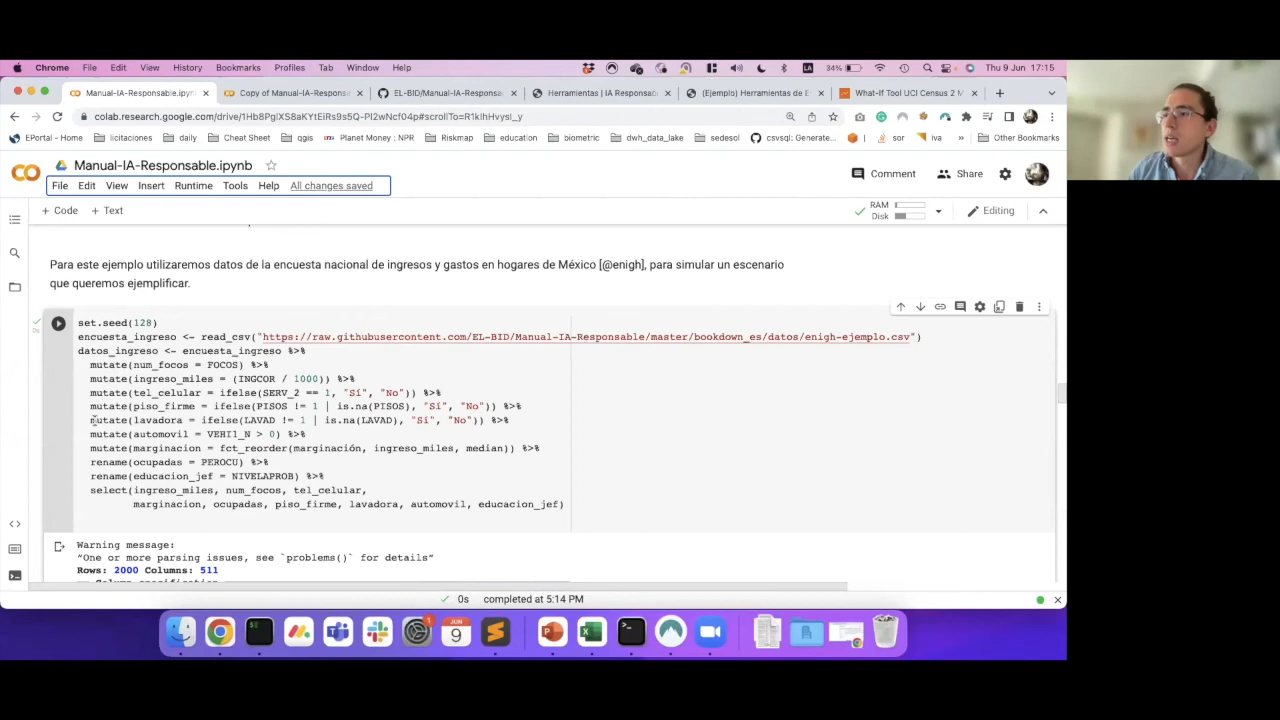 Chrome File Edit View History Bookmarks Profiles Tab Window Help 34% Thu 9 Jun 17:15
Manual-IA-Responsable.ipynb Copy of Manual-IA-Responsable. EL-BID/Manual-IA-Responsa Herramientas | IA Responsab (Ejemplo) Herramientas de E What-If Tool UCI Census 2 M
colab.research.google.com/drive/1Hb8PgIXS8aKYtEiRs9s5Q-Pl2wNcf04p#scrollTo=R1kIhHvysi_y
EPortal - Home licitaciones daily Cheat Sheet qgis Planet Money : NPR Riskmap education biometric dwh_data_lake sedesol csvsql: Generate... sor iva » Other Bookmarks
Manual-IA-Responsable.ipynb
Comment Share
File Edit View Insert Runtime Tools Help All changes saved
+ Code + Text
RAM
Disk
Editing
Para este ejemplo utilizaremos datos de la encuesta nacional de ingresos y gastos en hogares de México [@enigh], para simular un escenario
que queremos ejemplificar.
set.seed(128)
encuesta_ingreso <- read_csv("https://raw.githubusercontent.com/EL-BID/Manual-IA-Responsable/master/bookdown_es/datos/enigh-ejemplo.csv")
datos_ingreso <- encuesta_ingreso %>%
mutate(num_focos = FOCOS) %>%
mutate(ingreso_miles = (INGCOR / 1000)) %>%
mutate(tel_celular = ifelse(SERV_2 == 1, "Sí", "No")) %>%
mutate(piso_firme = ifelse(PISOS != 1 | is.na(PISOS), "Sí", "No")) %>%
mutate(lavadora = ifelse(LAVAD != 1 | is.na(LAVAD), "Sí", "No")) %>%
mutate(automovil = VEHI1_N > 0) %>%
mutate(marginacion = fct_reorder(marginación, ingreso_miles, median)) %>%
rename(ocupadas = PEROCU) %>%
rename(educacion_jef = NIVELAPROB) %>%
select(ingreso_miles, num_focos, tel_celular,
marginacion, ocupadas, piso_firme, lavadora, automovil, educacion_jef)
0s
Warning message:
“One or more parsing issues, see `problems()` for details”
Rows: 2000 Columns: 511
0s completed at 5:14 PM
JUN
9
1